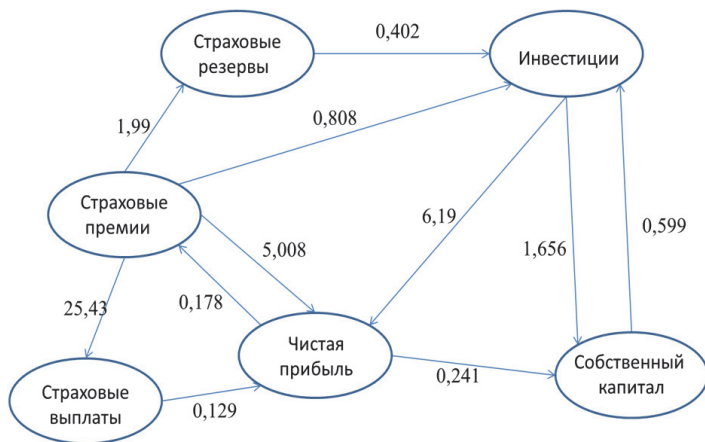 Страховые
резервы
0,402
Инвестиции
1,99
0,808
Страховые
премии
5,008
6,19
1,656
0,599
25,43
0,178
Чистая
прибыль
Страховые
выплаты
0,129
0,241
Собственный
капитал